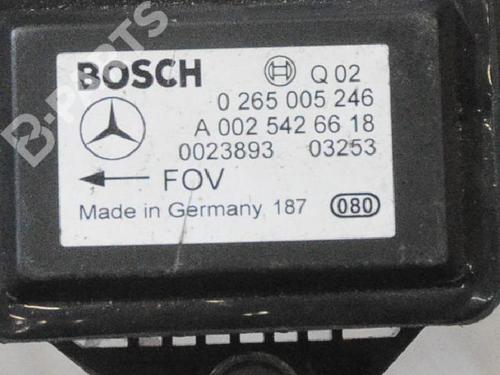 BOSCH Q 02
0 265 005 246
A 002 542 66 18
0023893 03253
FOV
Made in Germany 187 080
B-PARTS